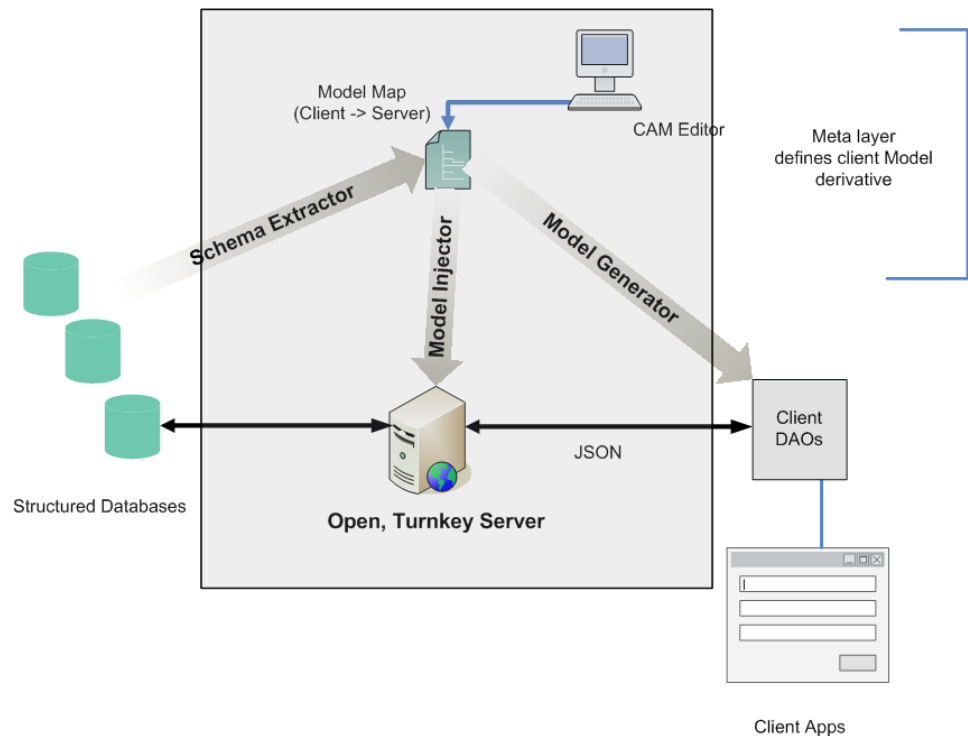 Model Map
(Client -> Server)
CAM Editor
Meta layer
defines client Model
derivative
Schema Extractor
Model Injector
Model Generator
Structured Databases
JSON
Client
DAOs
Open, Turnkey Server
Client Apps